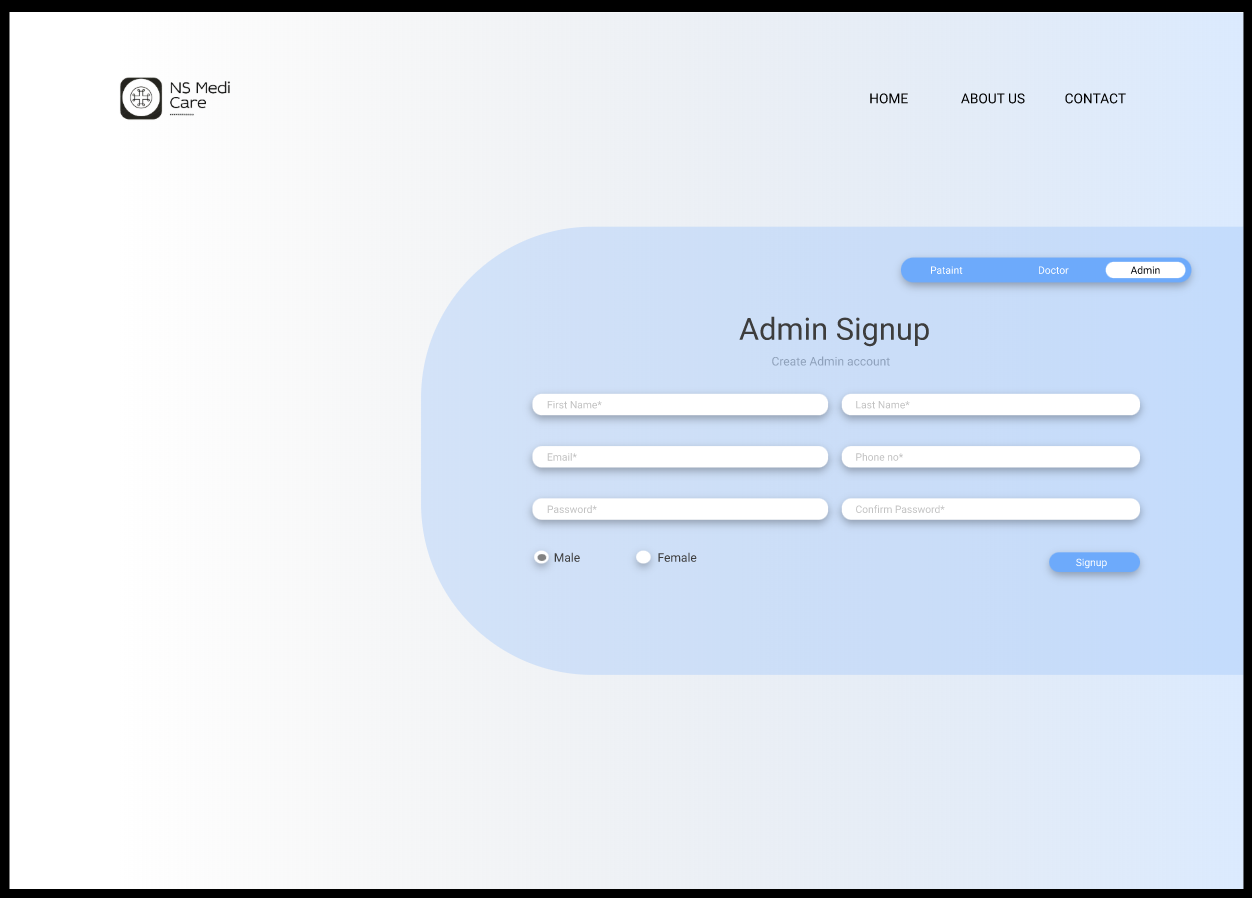 NS Medi
Care
HOME ABOUT US CONTACT
Pataint Doctor Admin
Admin Signup
Create Admin account
First Name* Last Name*
Email* Phone no*
Password* Confirm Password*
Male Female Signup